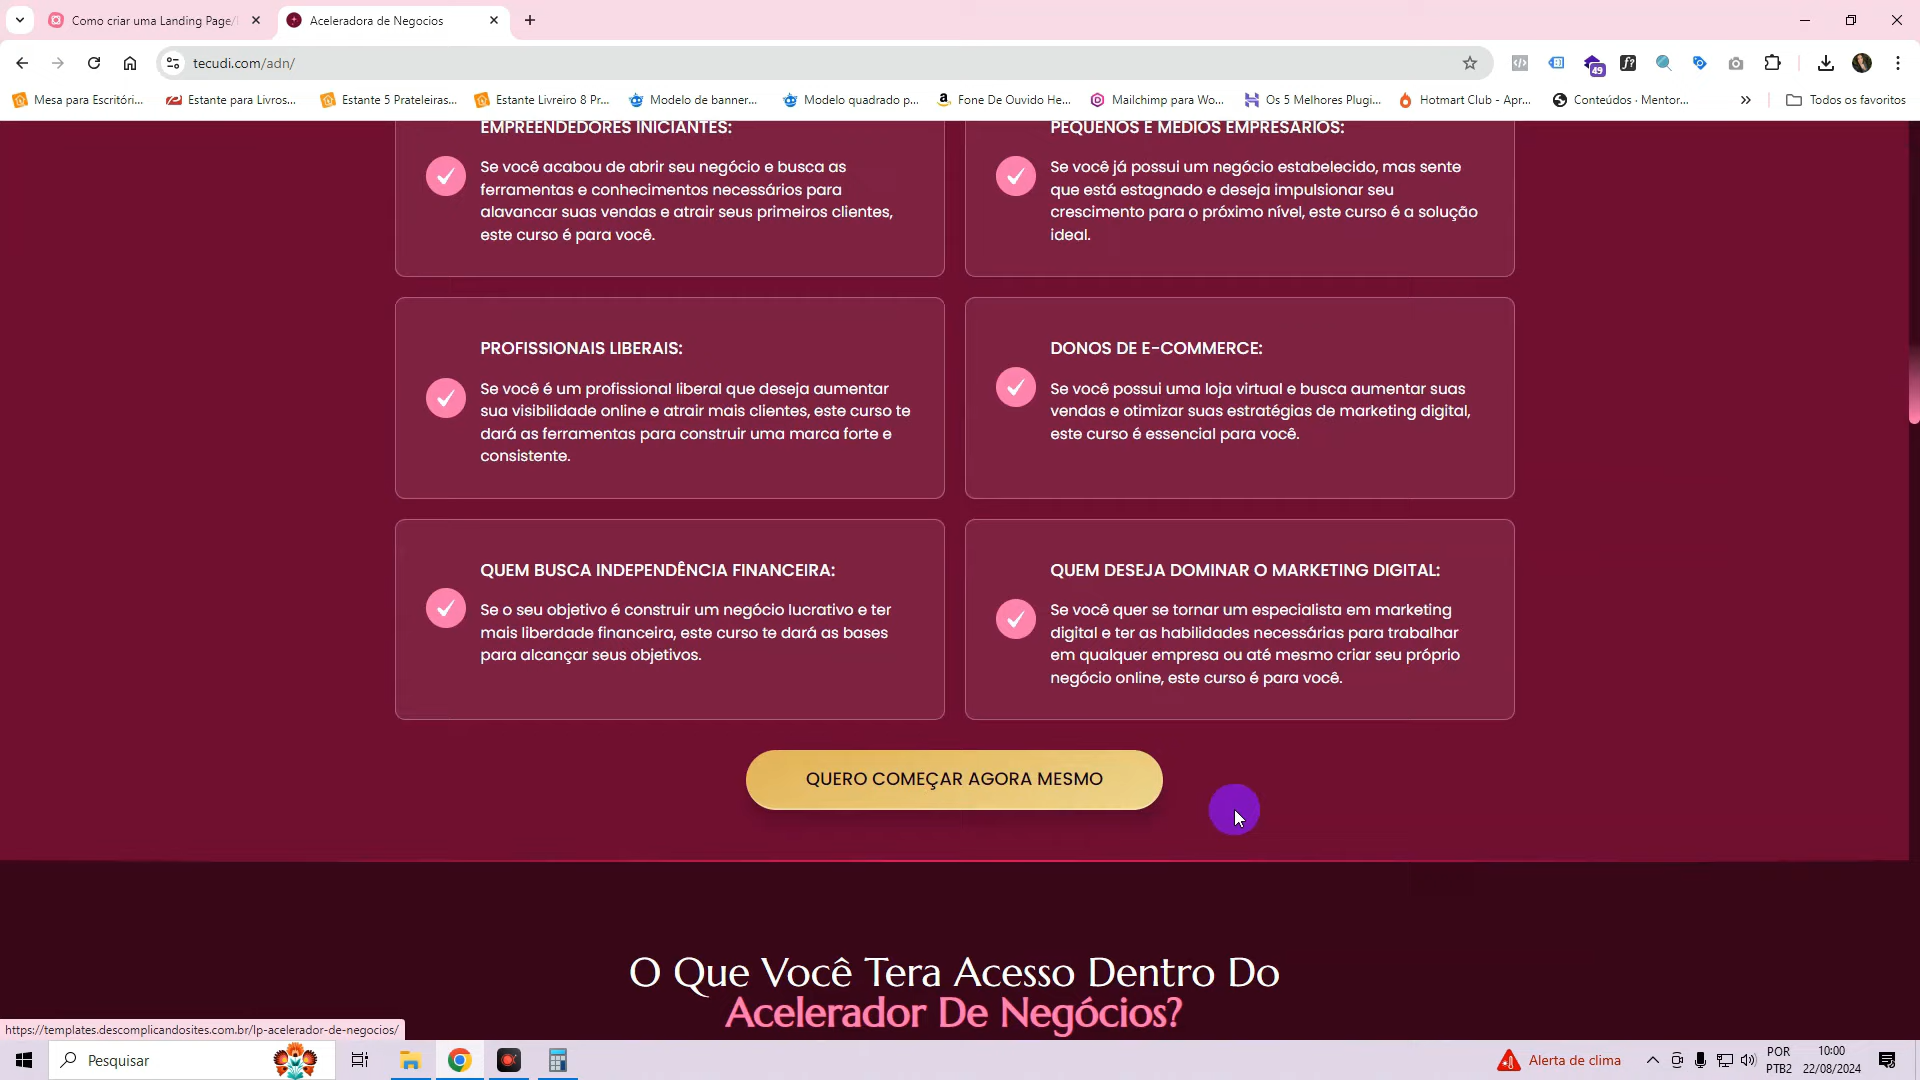 Como criar uma Landing Page/
Aceleradora de Negocios
tecudi.com/adn/
49
f?
Mesa para Escritóri...
Estante para Livros...
Estante 5 Prateleiras...
Estante Livreiro 8 Pr...
Modelo de banner...
Modelo quadrado p...
Fone De Ouvido He...
Mailchimp para Wo...
Os 5 Melhores Plugi...
Hotmart Club - Apr...
Conteúdos · Mentor...
Todos os favoritos
EMPREENDEDORES INICIANTES:
Se você acabou de abrir seu negócio e busca as
ferramentas e conhecimentos necessários para
alavancar suas vendas e atrair seus primeiros clientes,
este curso é para você.
PEQUENOS E MÉDIOS EMPRESÁRIOS:
Se você já possui um negócio estabelecido, mas sente
que está estagnado e deseja impulsionar seu
crescimento para o próximo nível, este curso é a solução
ideal.
PROFISSIONAIS LIBERAIS:
Se você é um profissional liberal que deseja aumentar
sua visibilidade online e atrair mais clientes, este curso te
dará as ferramentas para construir uma marca forte e
consistente.
DONOS DE E-COMMERCE:
Se você possui uma loja virtual e busca aumentar suas
vendas e otimizar suas estratégias de marketing digital,
este curso é essencial para você.
QUEM BUSCA INDEPENDÊNCIA FINANCEIRA:
Se o seu objetivo é construir um negócio lucrativo e ter
mais liberdade financeira, este curso te dará as bases
para alcançar seus objetivos.
QUEM DESEJA DOMINAR O MARKETING DIGITAL:
Se você quer se tornar um especialista em marketing
digital e ter as habilidades necessárias para trabalhar
em qualquer empresa ou até mesmo criar seu próprio
negócio online, este curso é para você.
QUERO COMEÇAR AGORA MESMO
O Que Você Tera Acesso Dentro Do
Acelerador De Negócios?
https://templates.descomplicandosites.com.br/lp-acelerador-de-negocios/
Pesquisar
Alerta de clima
POR
PTB2
10:00
22/08/2024